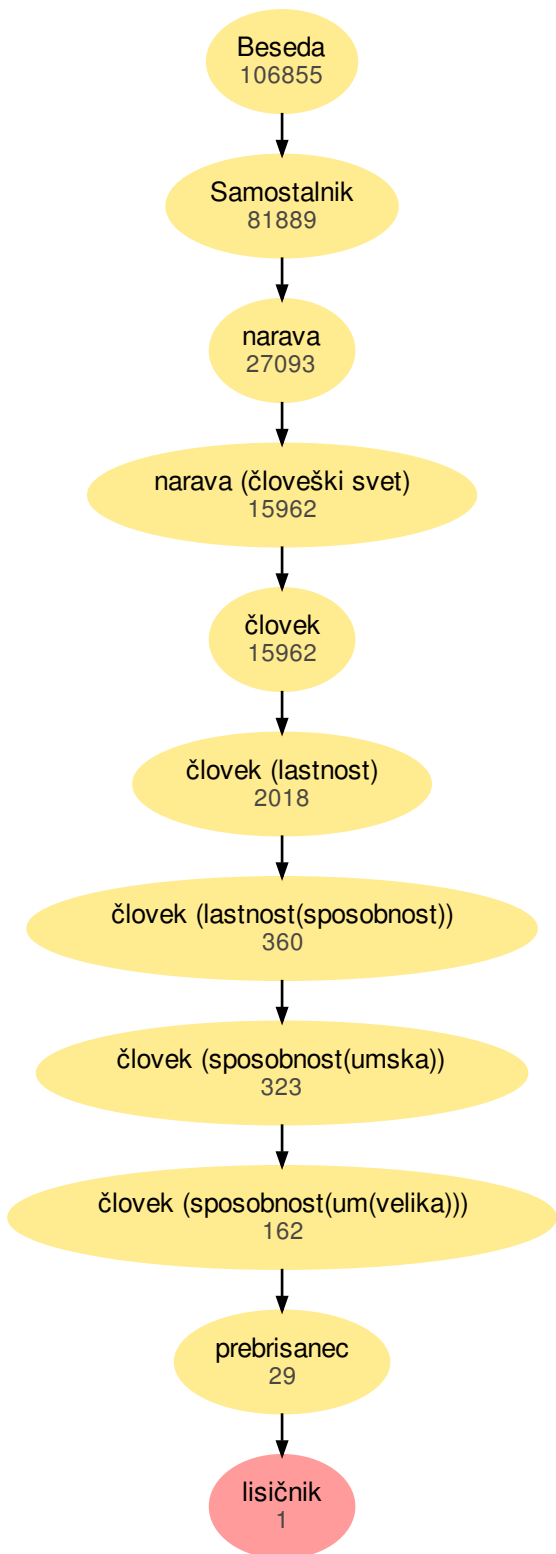 Beseda
106855
Samostalnik
81889
narava
27093
narava (človeški svet)
15962
človek
15962
človek (lastnost)
2018
človek (lastnost(sposobnost))
360
človek (sposobnost(umska))
323
človek (sposobnost(um(velika)))
162
prebrisanec
29
lisičnik
1